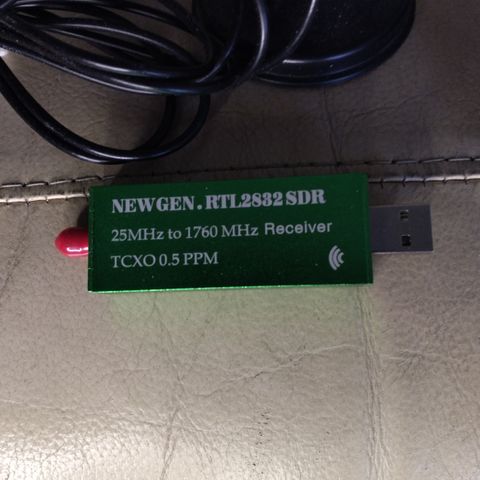 NEWGEN.RTL2832 SDR
25MHz to 1760 MHz Receiver
TCXO 0.5 PPM